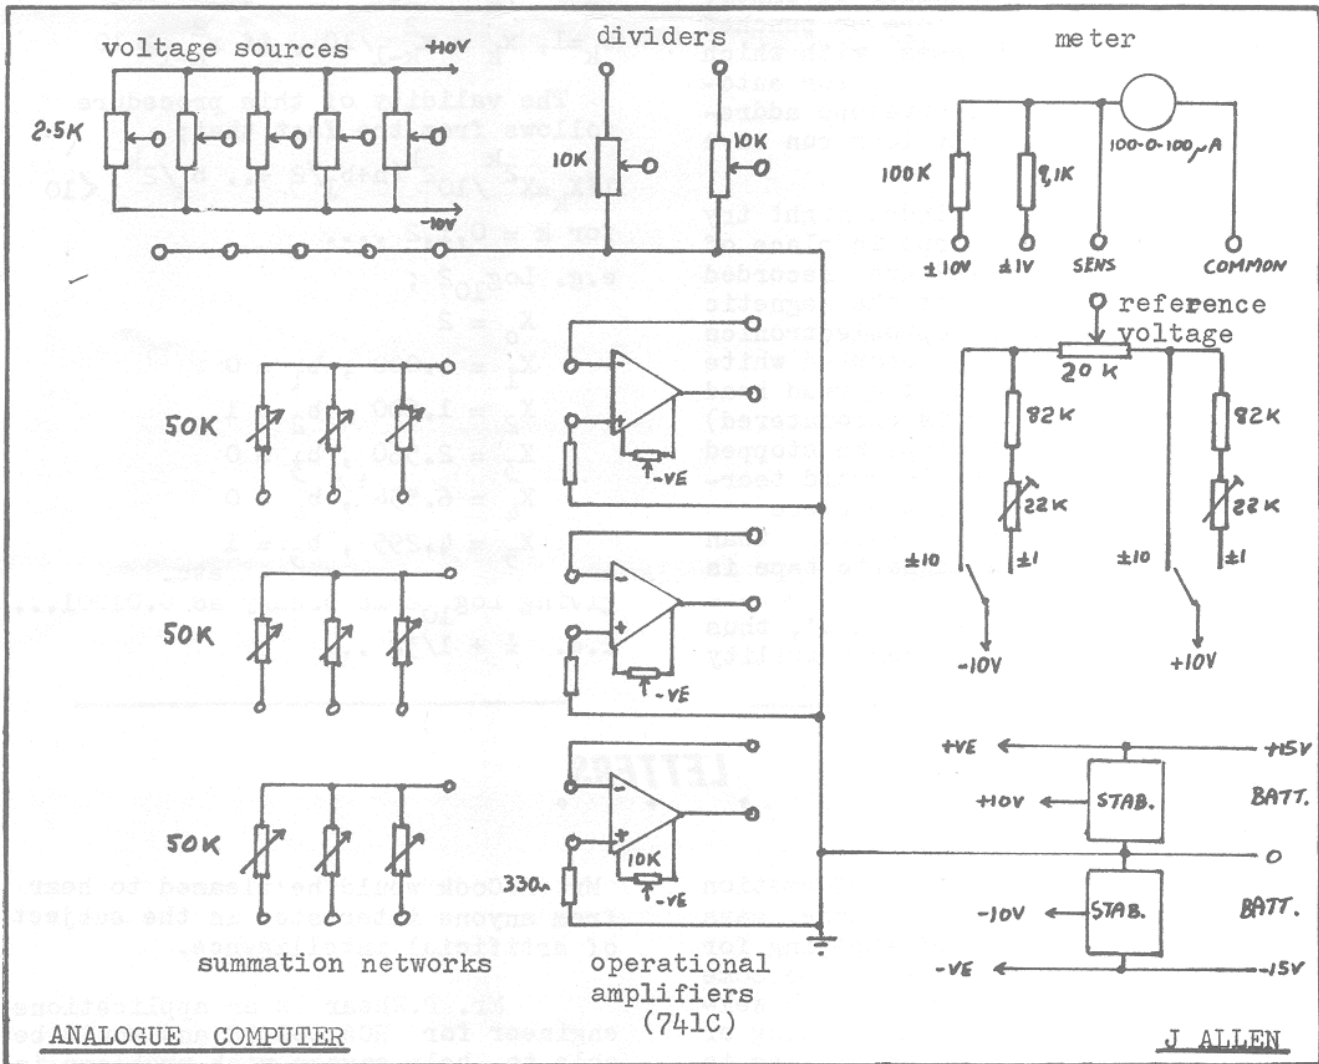 voltage sources
+10V
2.5K
-10V
dividers
10K
10K
meter
100-0-100µA
100K
9,1K
±10V
±1V
SENS
COMMON
reference
voltage
20K
82K
82K
22K
22K
±10
±1
±10
±1
-10V
+10V
50K
50K
50K
-
+
-VE
-
+
-VE
-
+
10K
330Ω
-VE
+VE
+15V
+10V
STAB.
BATT.
0
-10V
STAB.
BATT.
-VE
-15V
summation networks
operational
amplifiers
(741C)
ANALOGUE COMPUTER
J ALLEN